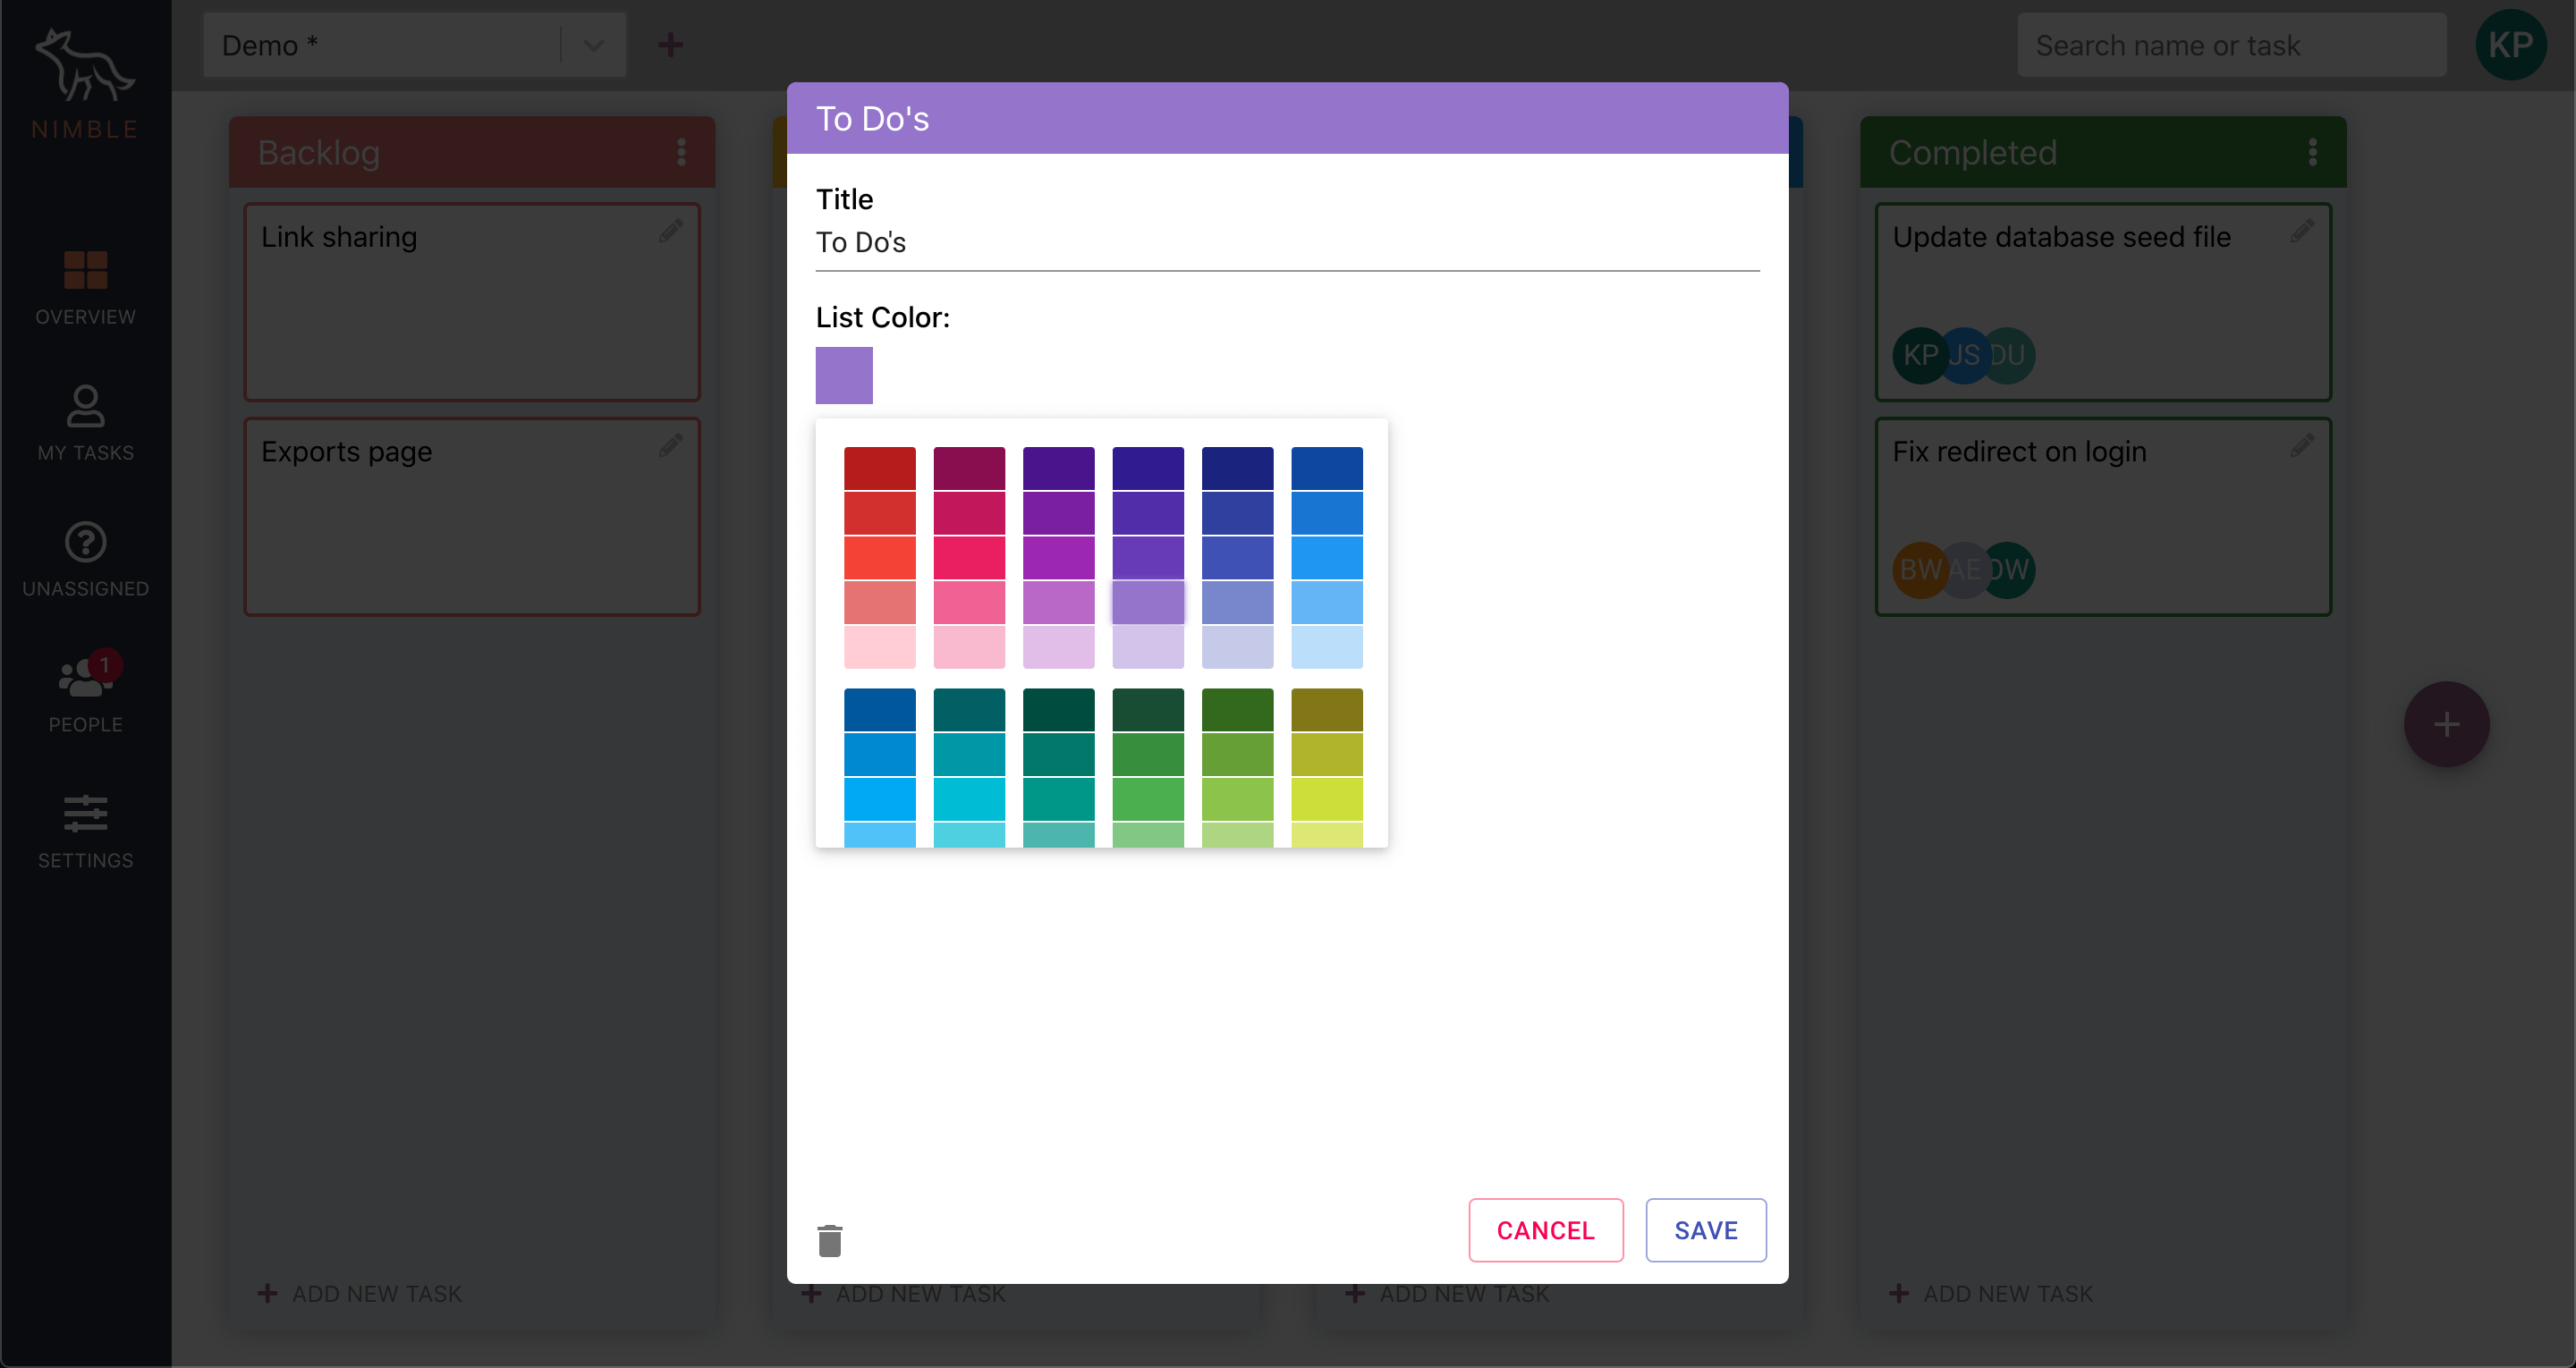 NIMBLE
Demo *
Search name or task
KP
OVERVIEW
MY TASKS
UNASSIGNED
1
PEOPLE
SETTINGS
Backlog
Link sharing
Exports page
ADD NEW TASK
To Do's
Title
To Do's
List Color:
CANCEL
SAVE
ADD NEW TASK
ADD NEW TASK
Completed
Update database seed file
KP JS DU
Fix redirect on login
BW AE OW
ADD NEW TASK